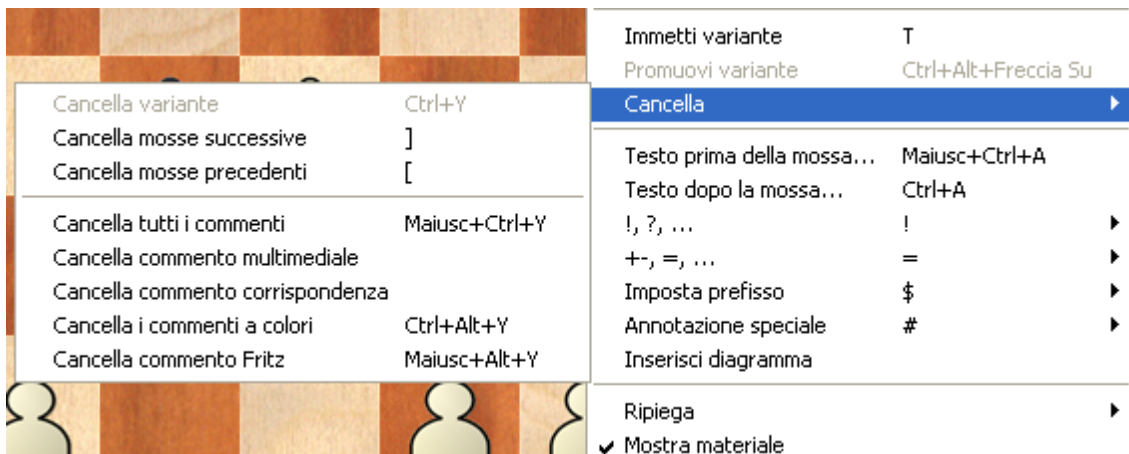 Immetti variante T
Promuovi variante Ctrl+Alt+Freccia Su
Cancella
Cancella variante Ctrl+Y
Cancella mosse successive ]
Cancella mosse precedenti [
Cancella tutti i commenti Maiusc+Ctrl+Y
Cancella commento multimediale
Cancella commento corrispondenza
Cancella i commenti a colori Ctrl+Alt+Y
Cancella commento Fritz Maiusc+Alt+Y
Testo prima della mossa... Maiusc+Ctrl+A
Testo dopo la mossa... Ctrl+A
!, ?, ... !
+-, =, ... =
Imposta prefisso $
Annotazione speciale #
Inserisci diagramma
Ripiega
Mostra materiale